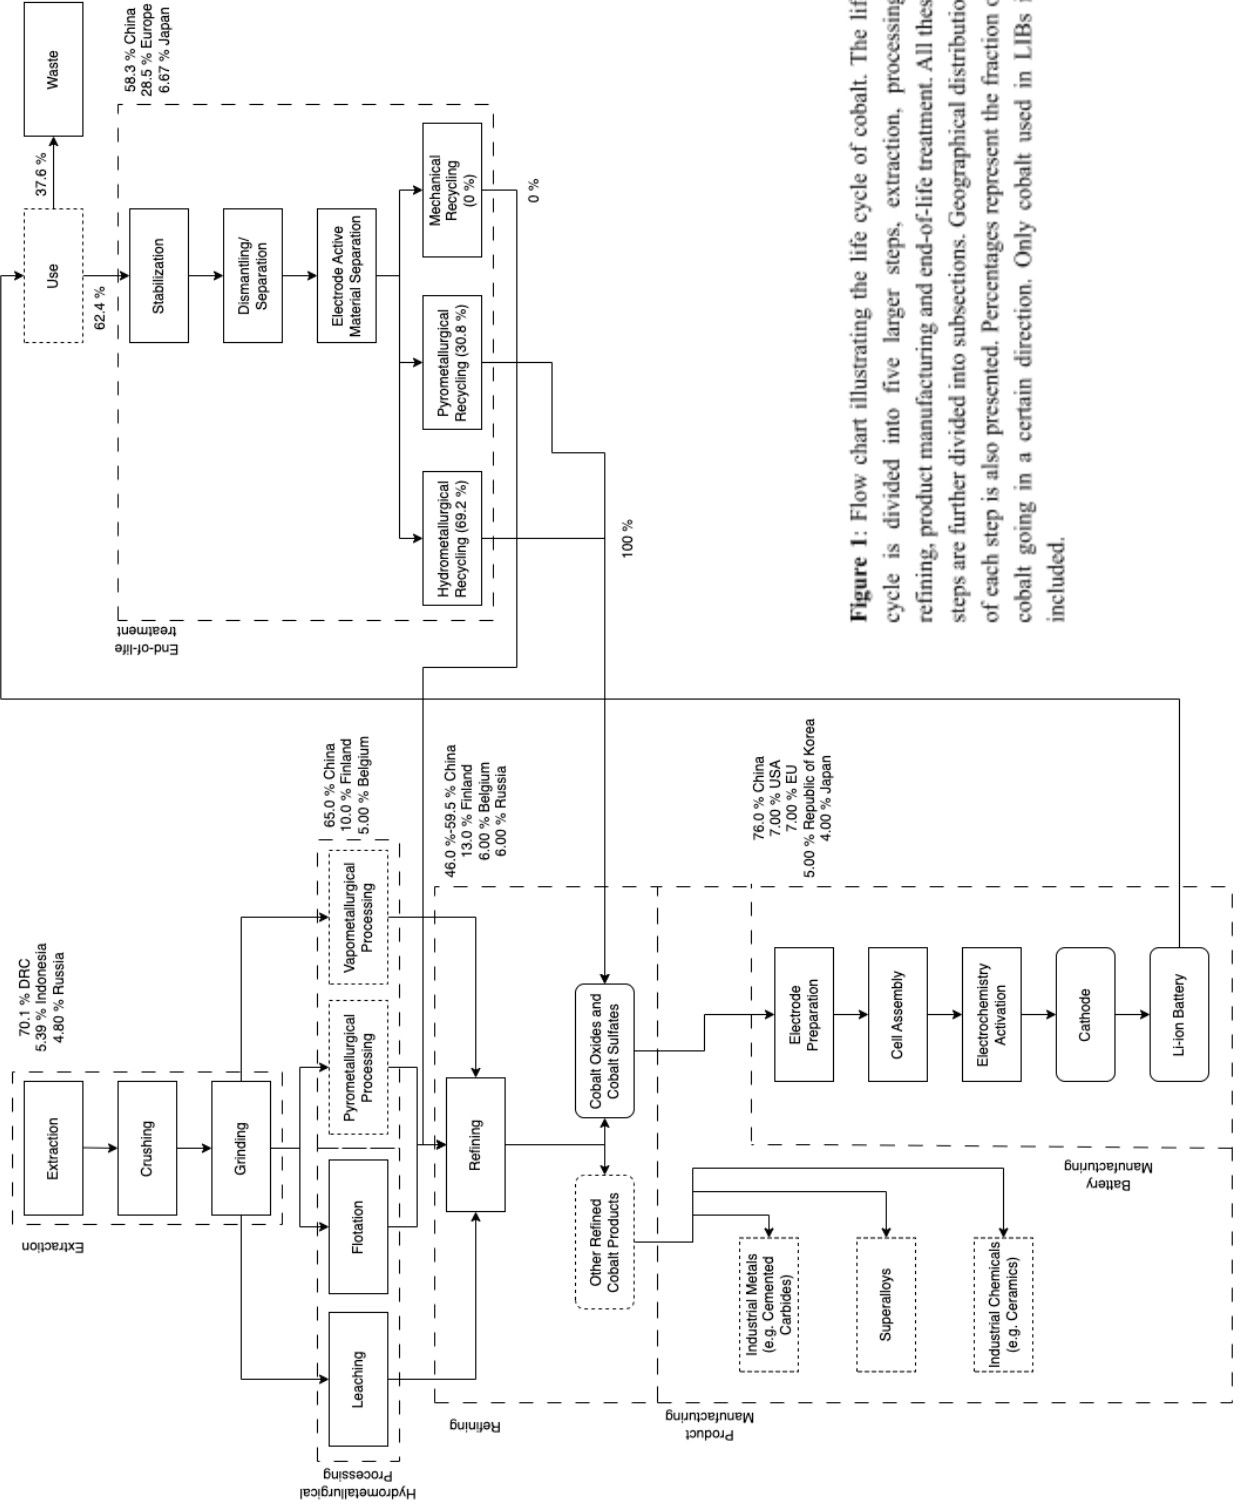 Extraction
70.1 % DRC
5.39 % Indonesia
4.80 % Russia
Extraction
Crushing
Grinding
Hydrometallurgical
Processing
Leaching
Flotation
Pyrometallurgical
Processing
Vapometallurgical
Processing
65.0 % China
10.0 % Finland
5.00 % Belgium
Refining
Refining
46.0 %-59.5 % China
13.0 % Finland
6.00 % Belgium
6.00 % Russia
Other Refined
Cobalt Products
Cobalt Oxides and
Cobalt Sulfates
Product
Manufacturing
Industrial Metals
(e.g. Cemented
Carbides)
Superalloys
Industrial Chemicals
(e.g. Ceramics)
Battery
Manufacturing
76.0 % China
7.00 % USA
7.00 % EU
5.00 % Republic of Korea
4.00 % Japan
Electrode
Preparation
Cell Assembly
Electrochemistry
Activation
Cathode
Li-ion Battery
Use
37.6 %
Waste
62.4 %
End-of-life
treatment
58.3 % China
28.5 % Europe
6.67 % Japan
Stabilization
Dismantling/
Separation
Electrode Active
Material Separation
Hydrometallurgical
Recycling (69.2 %)
Pyrometallurgical
Recycling (30.8 %)
Mechanical
Recycling
(0 %)
0 %
100 %
Figure 1: Flow chart illustrating the life cycle of cobalt. The
cycle is divided into five larger steps, extraction, processing
refining, product manufacturing and end-of-life treatment. All
steps are further divided into subsections. Geographical
of each step is also presented. Percentages represent the fraction
cobalt going in a certain direction. Only cobalt used in LIBs
included.